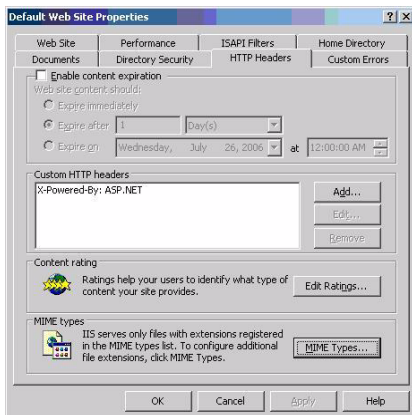 Default Web Site Properties
Web Site Performance ISAPI Filters Home Directory
Documents Directory Security HTTP Headers Custom Errors
Enable content expiration
Web site content should:
Expire immediately
Expire after 1 Day(s)
Expire on Wednesday, July 26, 2006 at 12:00:00 AM
Custom HTTP headers
X-Powered-By: ASP.NET
Add...
Edit...
Remove
Content rating
Ratings help your users to identify what type of
content your site provides.
Edit Ratings...
MIME types
IIS serves only files with extensions registered
in the MIME types list. To configure additional
file extensions, click MIME Types.
MIME Types...
OK Cancel Apply Help